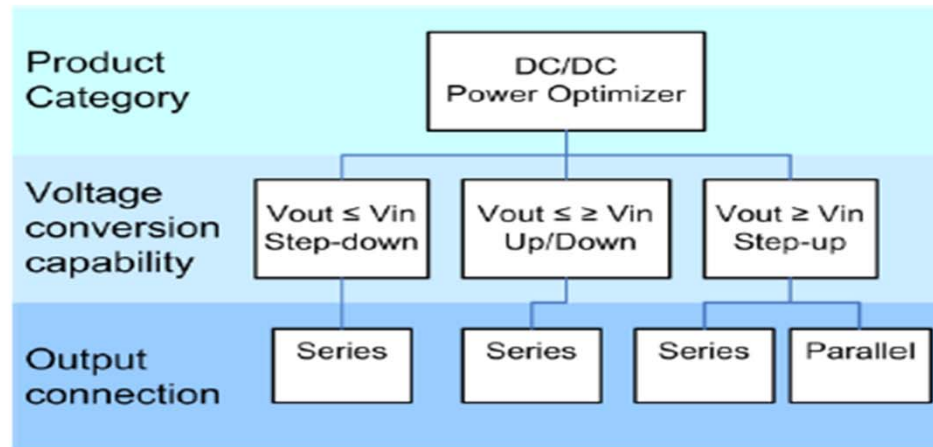 Product
Category
DC/DC
Power Optimizer
Voltage
conversion
capability
Vout ≤ Vin
Step-down
Vout ≤ ≥ Vin
Up/Down
Vout ≥ Vin
Step-up
Output
connection
Series
Series
Series
Parallel